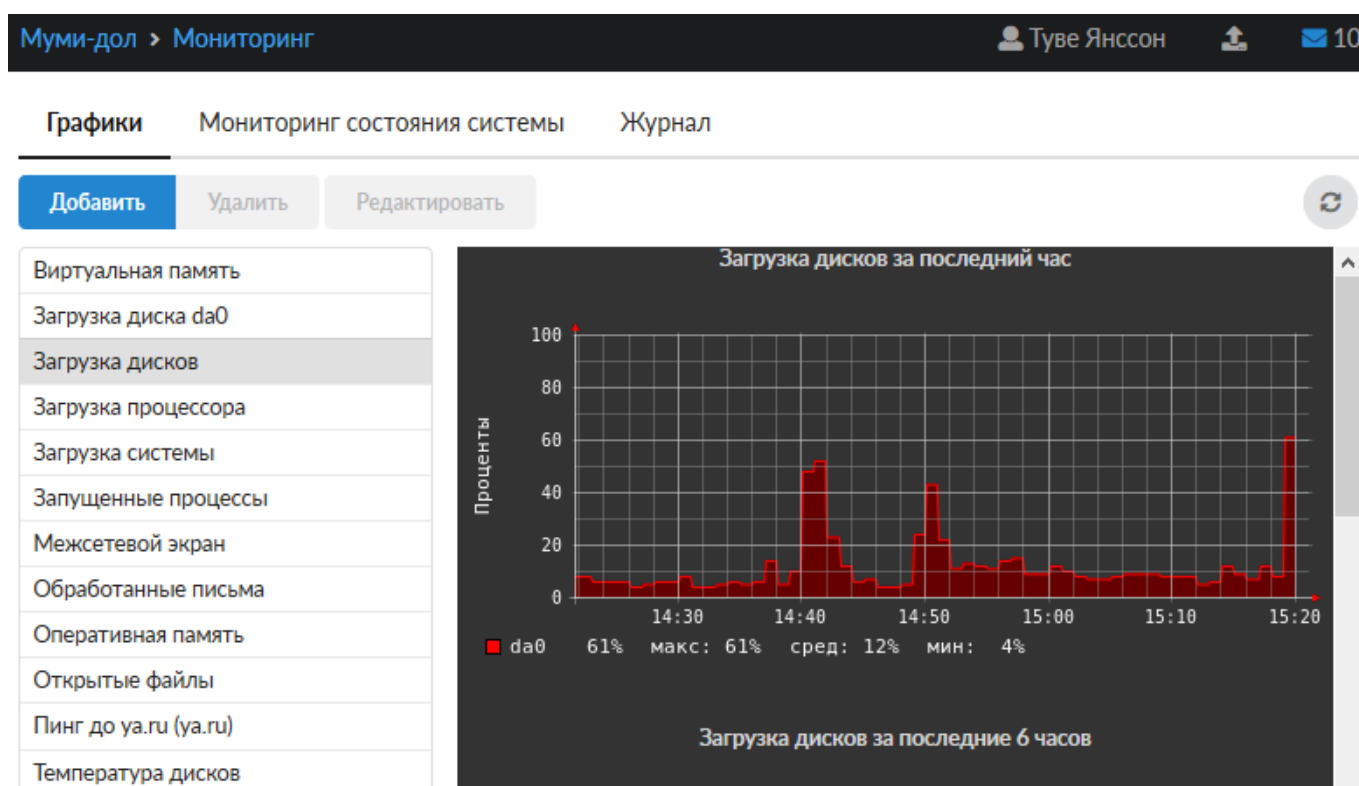 Муми-дол > Мониторинг Туве Янссон 10
Графики Мониторинг состояния системы Журнал
Добавить Удалить Редактировать
Виртуальная память
Загрузка диска da0
Загрузка дисков
Загрузка процессора
Загрузка системы
Запущенные процессы
Межсетевой экран
Обработанные письма
Оперативная память
Открытые файлы
Пинг до ya.ru (ya.ru)
Температура дисков
Загрузка дисков за последний час
Проценты
100
80
60
40
20
0
14:30 14:40 14:50 15:00 15:10 15:20
da0 61% макс: 61% сред: 12% мин: 4%
Загрузка дисков за последние 6 часов